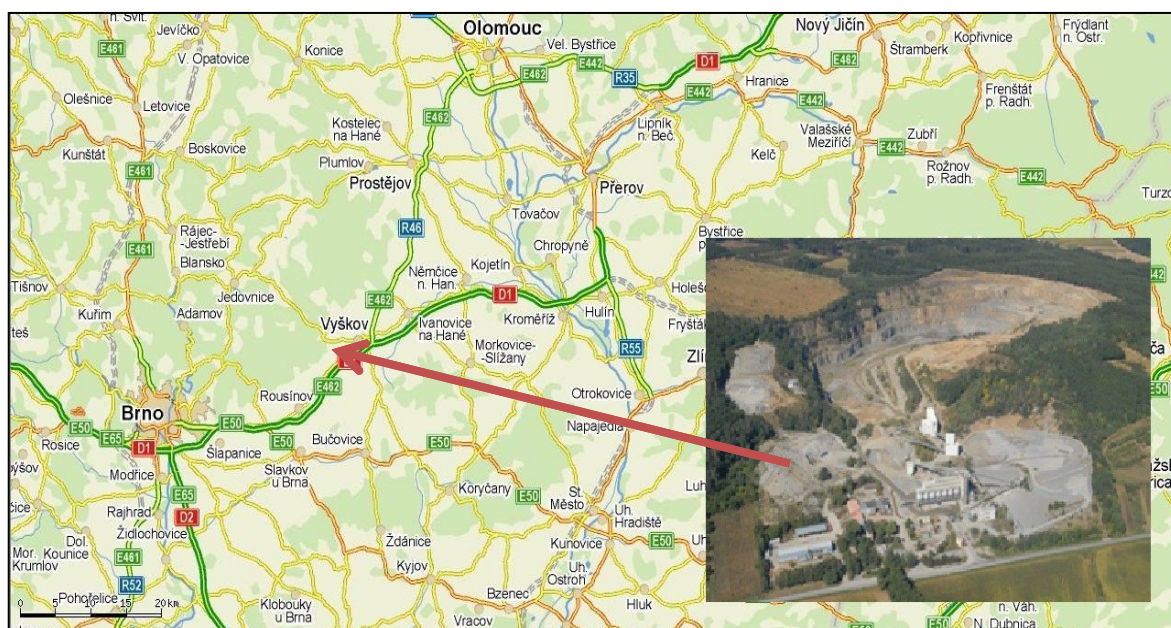 n. Svit.
Jevíčko
E461
V. Opatovice
Konice
Olomouc
Vel. Bystřice
E442
E462
R35
D1
Nový Jičín
Kopřivnice
Štramberk
Frýdlant
n. Ostr.
E462
Hranice
E442
E442
Frenštát
p. Radh.
Olešnice
Letovice
E462
Kostelec
na Hané
Lipník
n. Beč.
Valašské
Meziříčí
Zubří
E442
Kunštát
Boskovice
Plumlov
Kelč
Rožnov
p. Radh.
E461
Prostějov
Přerov
E442
Turzo
Tovačov
Rájec-
-Jestřebí
R46
Bystřice
Chropyně
E461
Blansko
Němčice
n. Han.
Kojetín
Tišnov
Jedovnice
E462
D1
Holešo
Kuřim
Adamov
Vyškov
Ivanovice
na Hané
Kroměříž
Hulín
Fryšták
Morkovice-
-Slížany
R55
Zlí
E462
Rousínov
Otrokovice
Brno
E50
Napajedla
E50
E65
E50
Rosice
D1
Šlapanice
Bučovice
E50
Modřice
Slavkov
u Brna
E65
Koryčany
E50
St.
Město
Rajhrad
D2
Uh.
Hradiště
Židlochovice
Ždánice
Kunovice
E50
Mor.
Krumlov
Dol.
Kounice
E461
Kyjov
Uh.
Ostroh
R52
Pohořelice
Klobouky
u Brna
Bzenec
Hluk
Vracov
E50
n. Váh.
N. Dubnica
0 5 10 15 20km